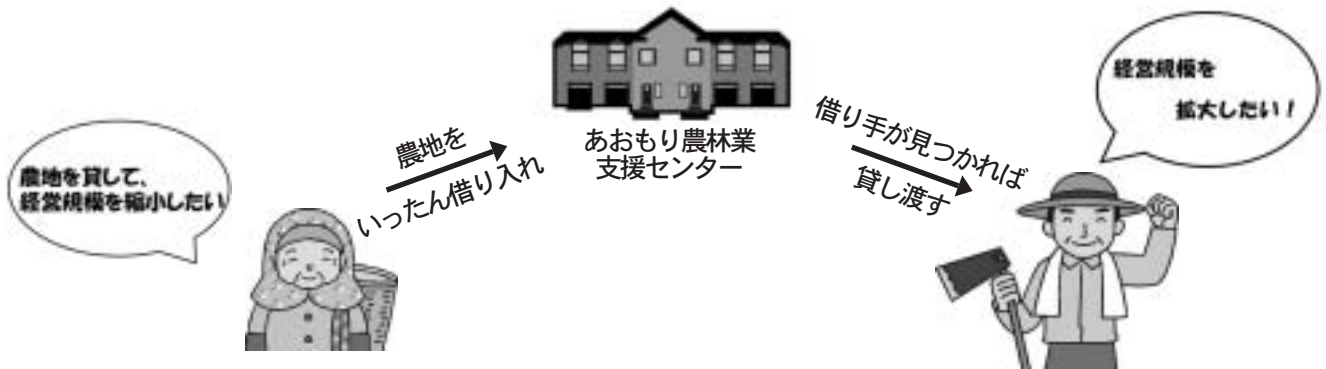 農地を貸して、
経営規模を縮小したい
農地を
いったん借り入れ
あおもり農林業
支援センター
借り手が見つかれば
貸し渡す
経営規模を
拡大したい！